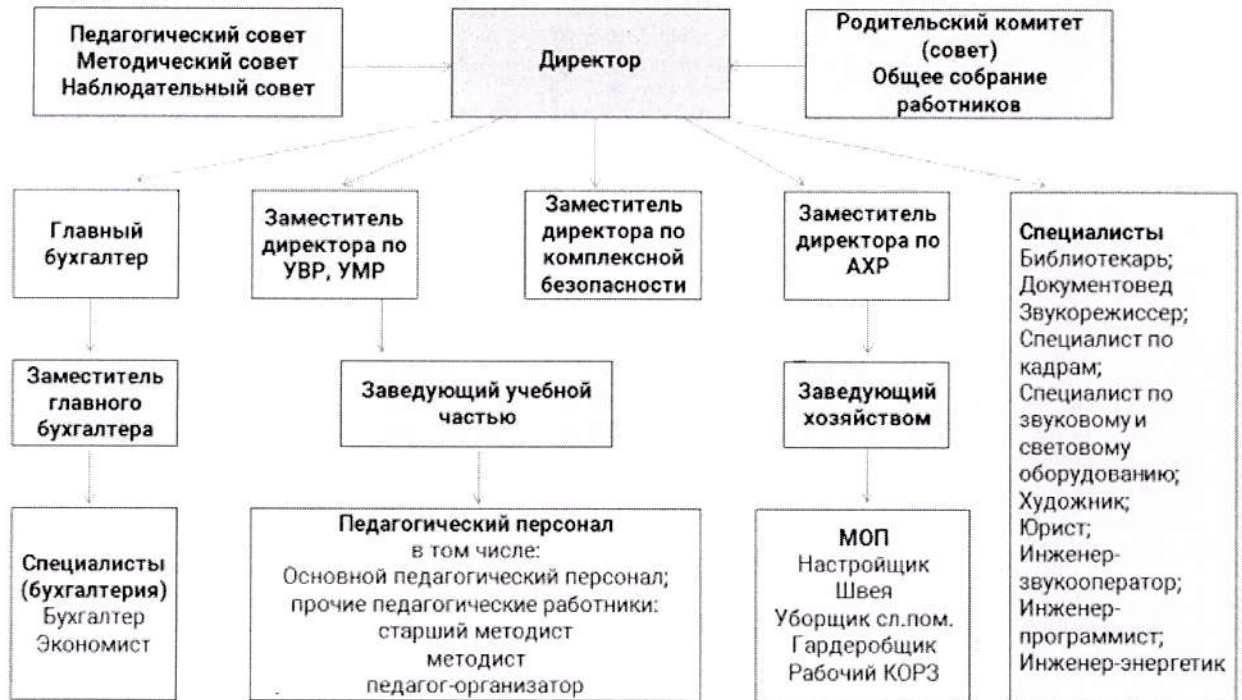 Педагогический совет
Методический совет
Наблюдательный совет
Директор
Родительский комитет
(совет)
Общее собрание
работников
Главный
бухгалтер
Заместитель
директора по
УВР, УМР
Заместитель
директора по
комплексной
безопасности
Заместитель
директора по
АХР
Специалисты
Библиотекарь;
Документовед
Звукорежиссер;
Специалист по
кадрам;
Специалист по
звуковому и
световому
оборудованию;
Художник;
Юрист;
Инженер-
звукооператор;
Инженер-
программист;
Инженер-энергетик
Заместитель
главного
бухгалтера
Заведующий учебной
частью
Заведующий
хозяйством
Специалисты
(бухгалтерия)
Бухгалтер
Экономист
Педагогический персонал
в том числе:
Основной педагогический персонал;
прочие педагогические работники:
старший методист
методист
педагог-организатор
МОП
Настройщик
Швея
Уборщик сл.пом.
Гардеробщик
Рабочий КОРЗ